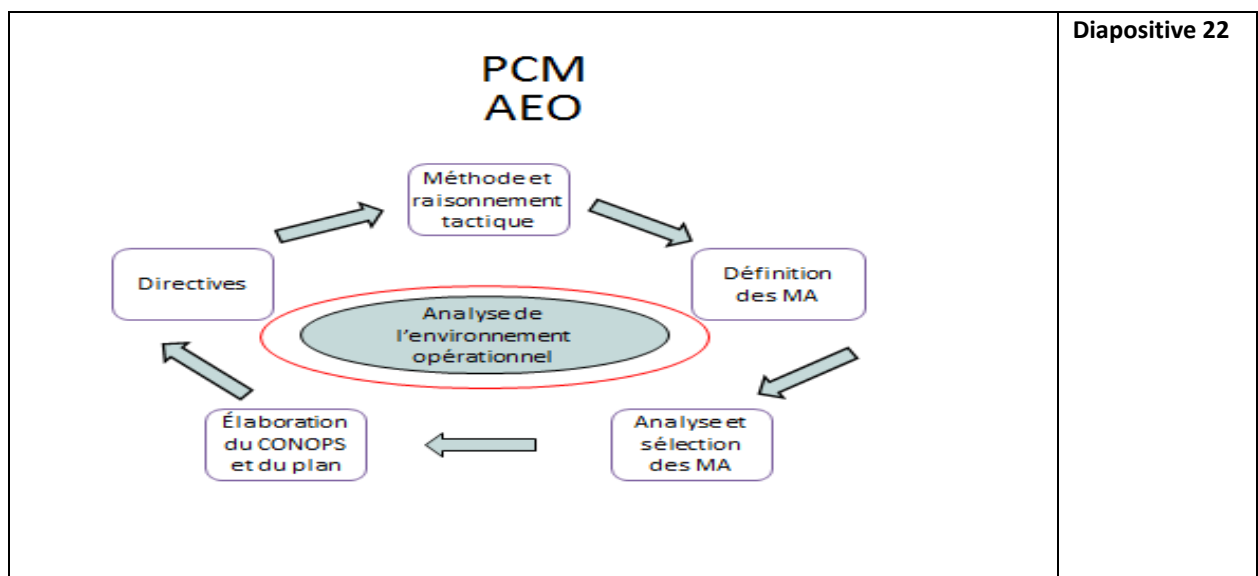 PCM
AEO
Méthode et
raisonnement
tactique
Définition
des MA
Analyse et
sélection
des MA
Élaboration
du CONOPS
et du plan
Directives
Analyse de
l'environnement
opérationnel
Diapositive 22